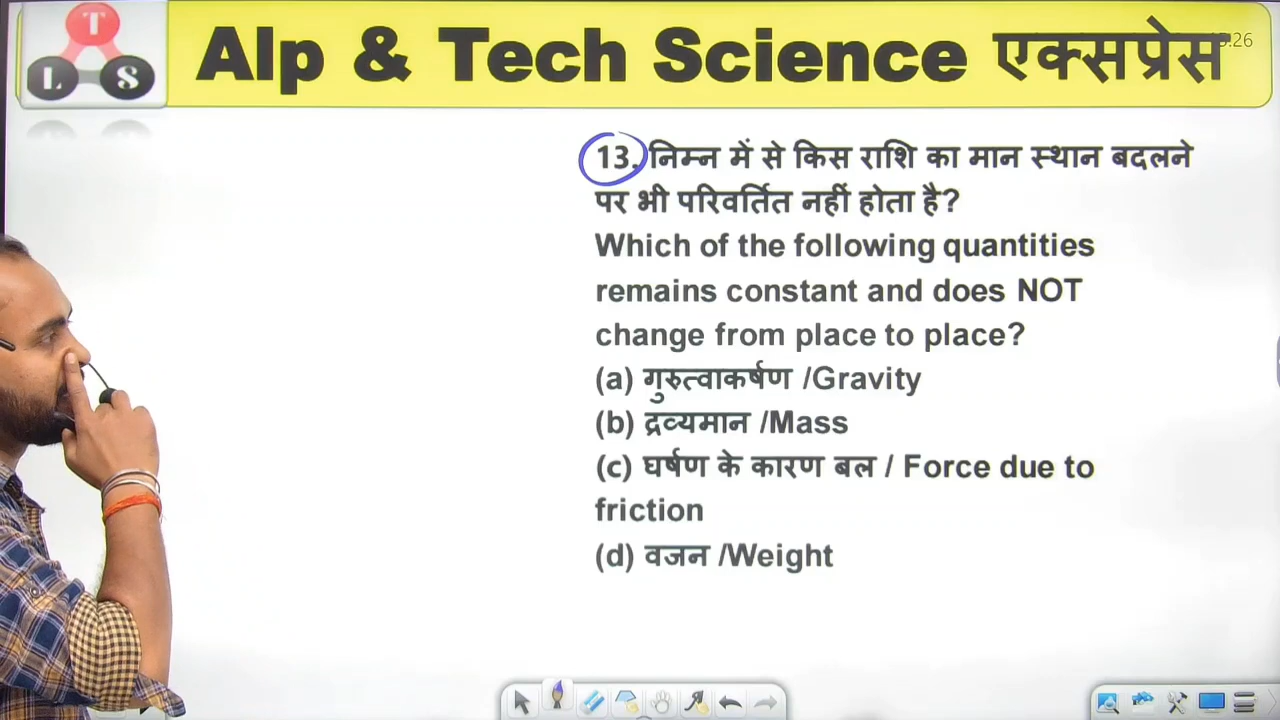 T
L S
Alp & Tech Science एक्सप्रेस
13. निम्न में से किस राशि का मान स्थान बदलने
पर भी परिवर्तित नहीं होता है?
Which of the following quantities
remains constant and does NOT
change from place to place?
(a) गुरुत्वाकर्षण /Gravity
(b) द्रव्यमान /Mass
(c) घर्षण के कारण बल / Force due to
friction
(d) वजन /Weight